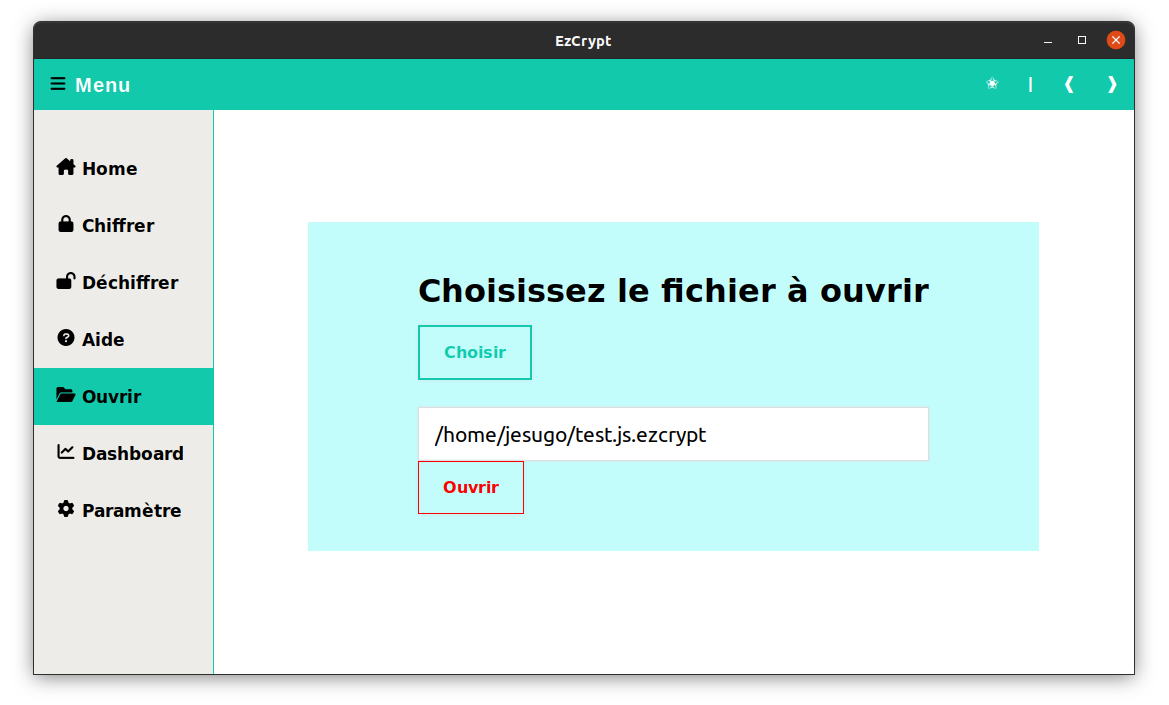 EzCrypt
Menu
Home
Chiffrer
Déchiffrer
Aide
Ouvrir
Dashboard
Paramètre
Choisissez le fichier à ouvrir
Choisir
/home/jesugo/test.js.ezcrypt
Ouvrir